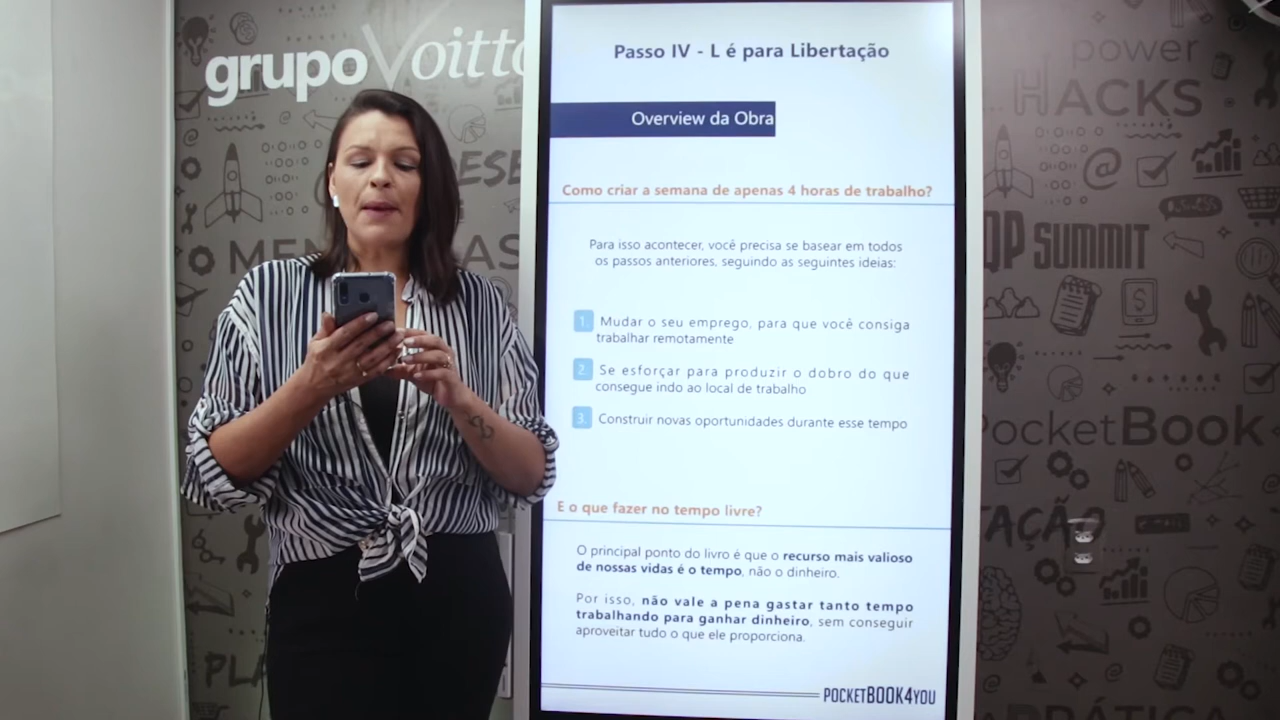 grupo Voitto
Passo IV - L é para Libertação
Overview da Obra
Como criar a semana de apenas 4 horas de trabalho?
Para isso acontecer, você precisa se basear em todos
os passos anteriores, seguindo as seguintes ideias:
1. Mudar o seu emprego, para que você consiga
trabalhar remotamente
2. Se esforçar para produzir o dobro do que
consegue indo ao local de trabalho
3. Construir novas oportunidades durante esse tempo
E o que fazer no tempo livre?
O principal ponto do livro é que o recurso mais valioso
de nossas vidas é o tempo, não o dinheiro.
Por isso, não vale a pena gastar tanto tempo
trabalhando para ganhar dinheiro, sem conseguir
aproveitar tudo o que ele proporciona.
POCKETBOOK4YOU
power
HACKS
SUMMIT
PocketBook